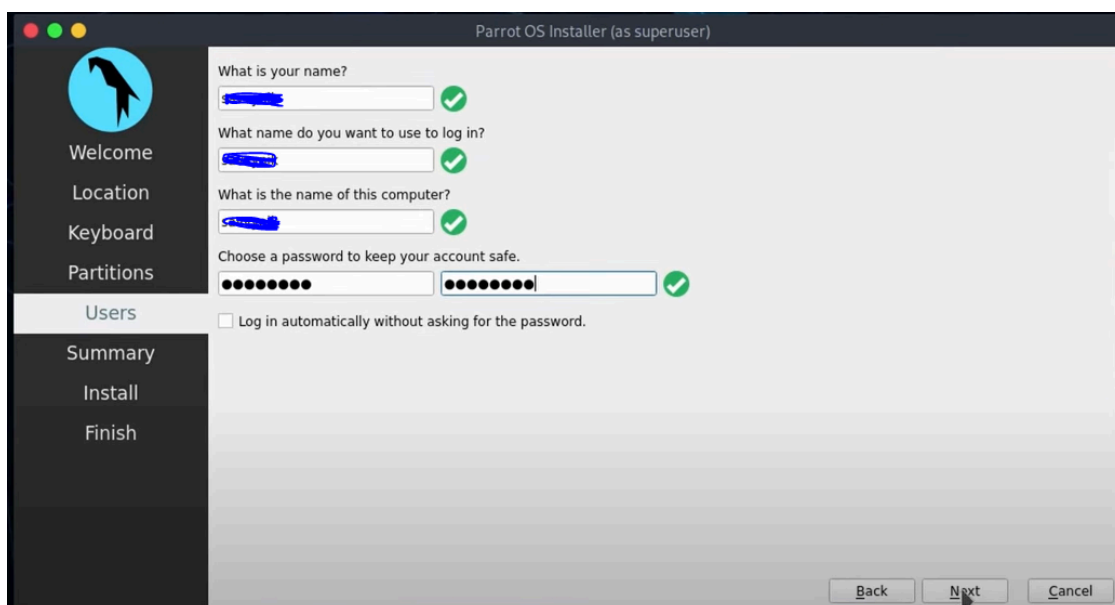 Parrot OS Installer (as superuser)
Welcome
Location
Keyboard
Partitions
Users
Summary
Install
Finish
What is your name?
What name do you want to use to log in?
What is the name of this computer?
Choose a password to keep your account safe.
●●●●●●●● ●●●●●●●●
Log in automatically without asking for the password.
Back Next Cancel